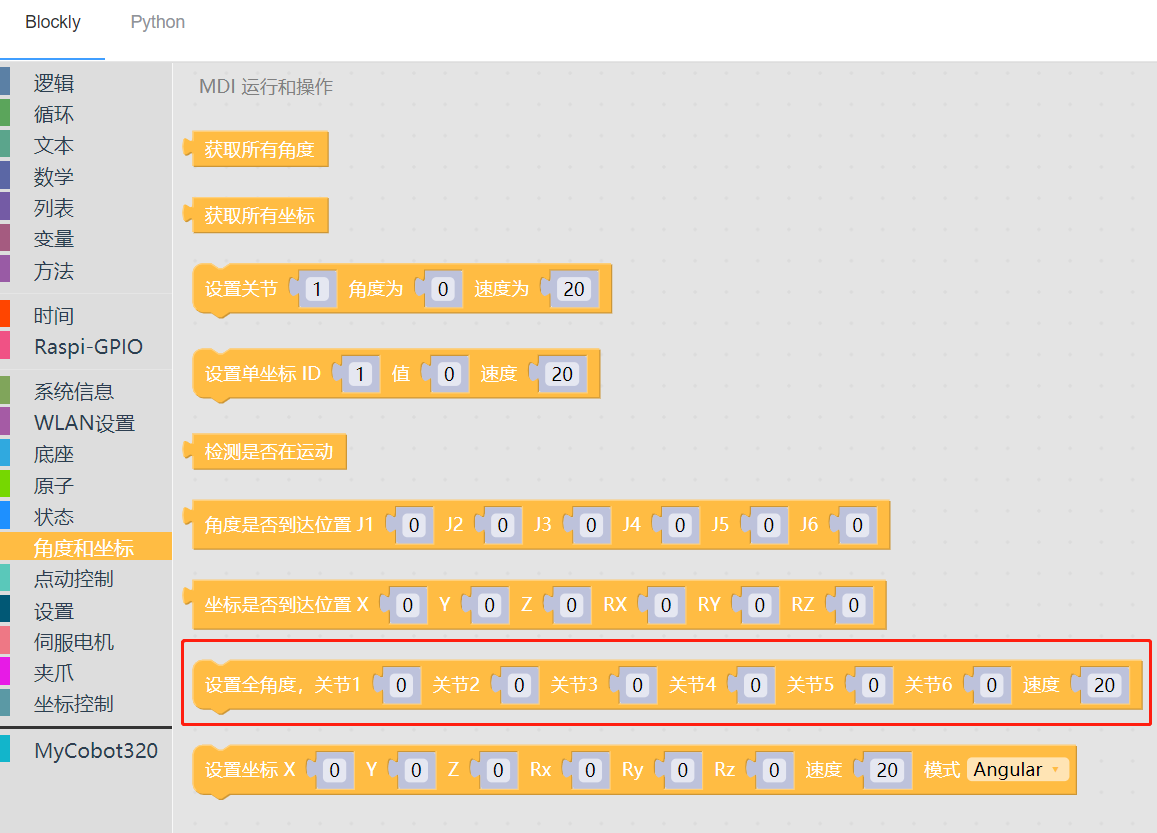 Blockly Python
逻辑
循环
文本
数学
列表
变量
方法
时间
Raspi-GPIO
系统信息
WLAN设置
底座
原子
状态
角度和坐标
点动控制
设置
伺服电机
夹爪
坐标控制
MyCobot320
MDI 运行和操作
获取所有角度
获取所有坐标
设置关节 1 角度为 0 速度为 20
设置单坐标 ID 1 值 0 速度 20
检测是否在运动
角度是否到达位置 J1 0 J2 0 J3 0 J4 0 J5 0 J6 0
坐标是否到达位置 X 0 Y 0 Z 0 RX 0 RY 0 RZ 0
设置全角度，关节1 0 关节2 0 关节3 0 关节4 0 关节5 0 关节6 0 速度 20
设置坐标 X 0 Y 0 Z 0 Rx 0 Ry 0 Rz 0 速度 20 模式 Angular